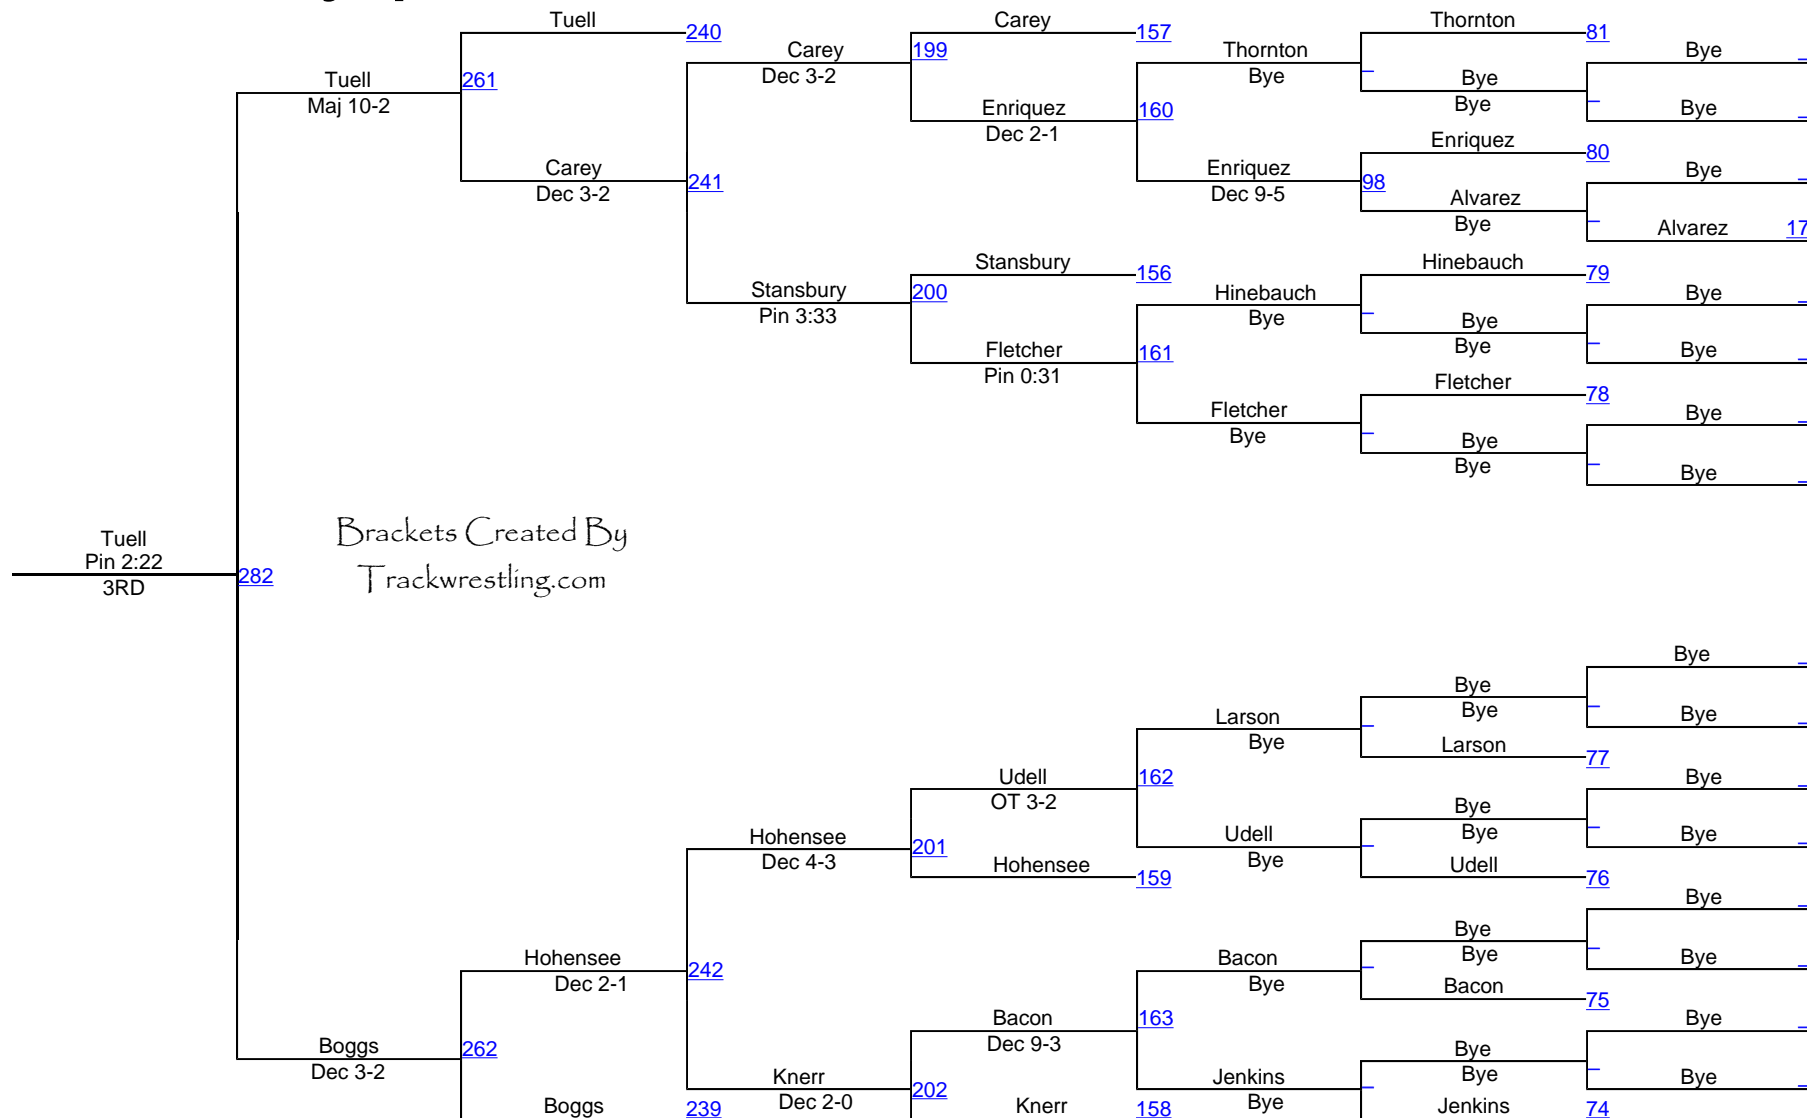 Tuell
240
Carey
157
Thornton
81
Carey
199
Dec 3-2
Thornton
Bye
Bye
Tuell
261
Maj 10-2
Bye
Bye
Enriquez
160
Dec 2-1
Bye
Enriquez
80
Carey
241
Dec 3-2
Enriquez
98
Dec 9-5
Alvarez
Bye
Bye
Alvarez
17
Stansbury
156
Hinebauch
79
Stansbury
200
Pin 3:33
Hinebauch
Bye
Bye
Bye
Bye
Fletcher
161
Pin 0:31
Bye
Fletcher
78
Fletcher
Bye
Bye
Bye
Bye
Bye
Brackets Created By
Trackwrestling.com
Tuell
Pin 2:22
3RD
282
Bye
Bye
Bye
Larson
Bye
Bye
Larson
77
Udell
162
OT 3-2
Bye
Bye
Bye
Hohensee
201
Dec 4-3
Udell
Bye
Bye
Hohensee
159
Udell
76
Bye
Bye
Bye
Hohensee
242
Dec 2-1
Bacon
Bye
Bye
Bacon
75
Bacon
163
Dec 9-3
Bye
Boggs
262
Dec 3-2
Bye
Bye
Knerr
202
Dec 2-0
Jenkins
Bye
Bye
Boggs
239
Knerr
158
Jenkins
74